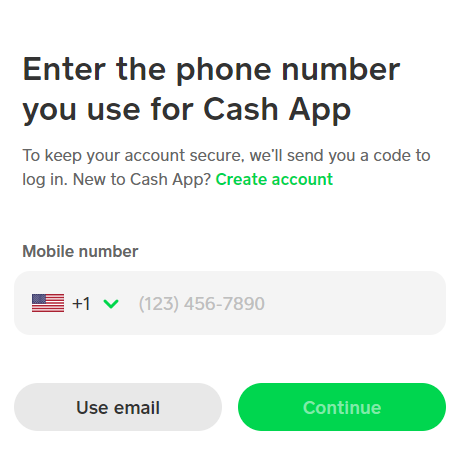 Enter the phone number
you use for Cash App
To keep your account secure, we'll send you a code to
log in. New to Cash App? Create account
Mobile number
+1 (123) 456-7890
Use email Continue